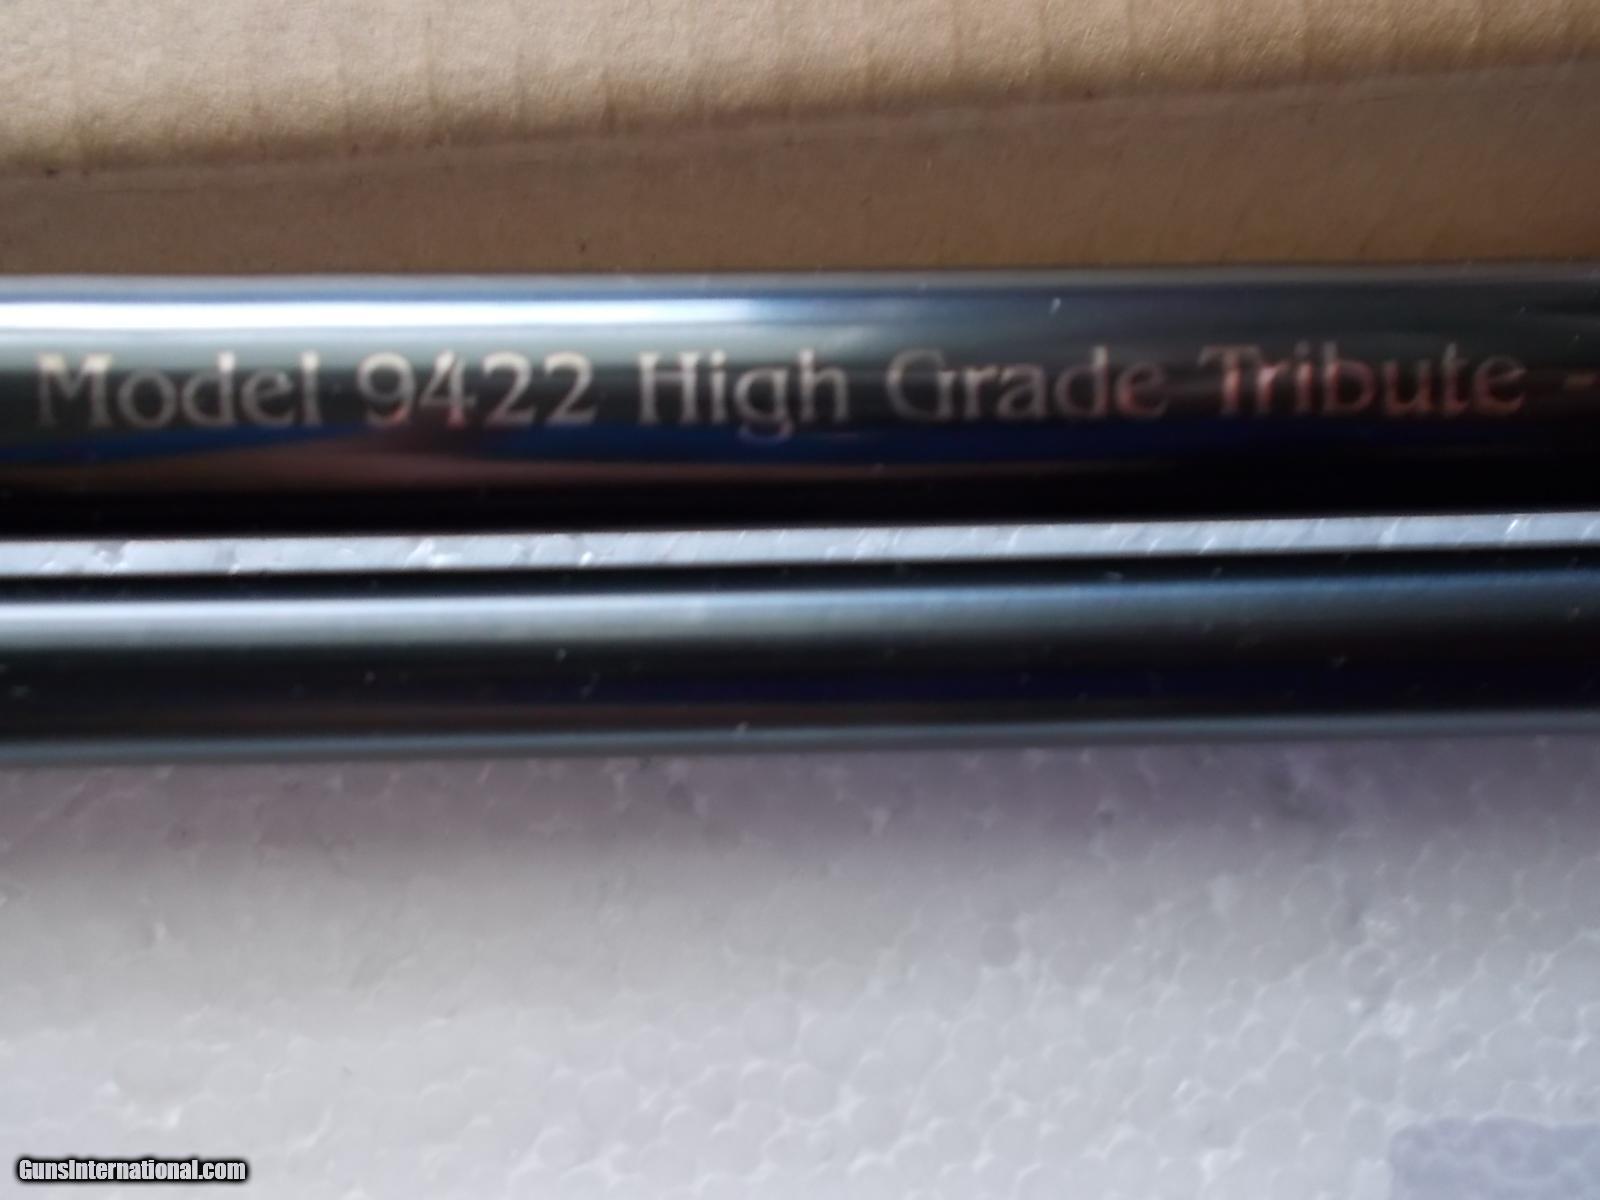 Model 9422 High Grade Tribute -
GunsInternational.com